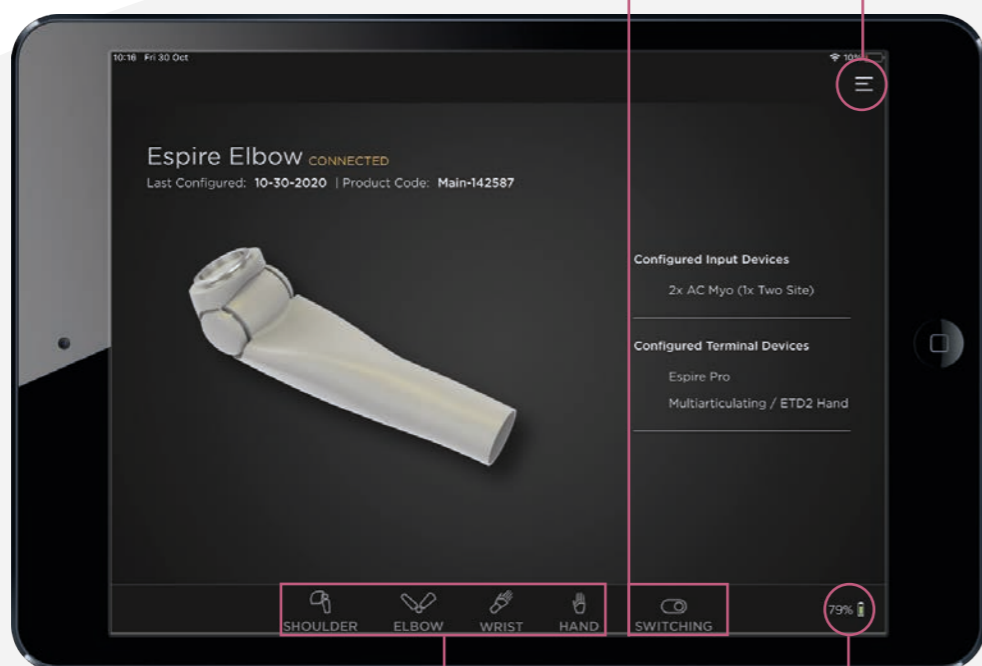 10:16 Fri 30 Oct
10%
Espire Elbow CONNECTED
Last Configured: 10-30-2020 | Product Code: Main-142587
Configured Input Devices
2x AC Myo (1x Two Site)
Configured Terminal Devices
Espire Pro
Multiarticulating / ETD2 Hand
SHOULDER ELBOW WRIST HAND SWITCHING
79%